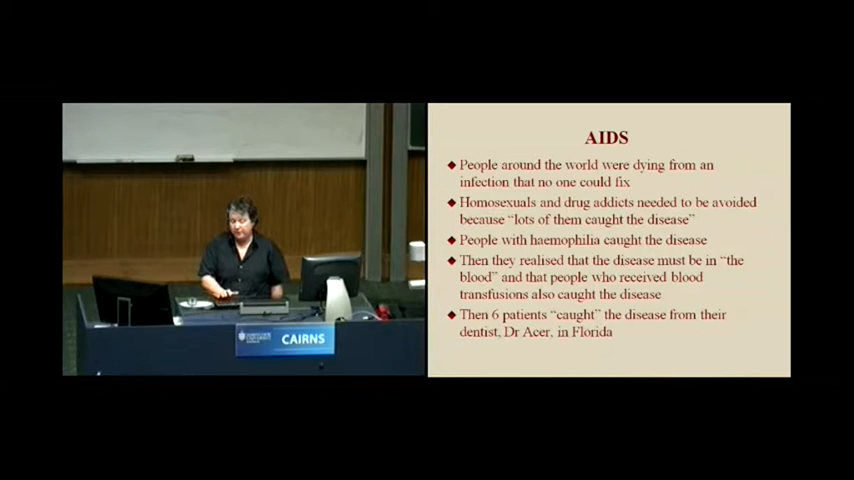 AIDS
◆ People around the world were dying from an
infection that no one could fix
◆ Homosexuals and drug addicts needed to be avoided
because “lots of them caught the disease”
◆ People with haemophilia caught the disease
◆ Then they realised that the disease must be in “the
blood” and that people who received blood
transfusions also caught the disease
◆ Then 6 patients “caught” the disease from their
dentist, Dr Acer, in Florida
CAIRNS